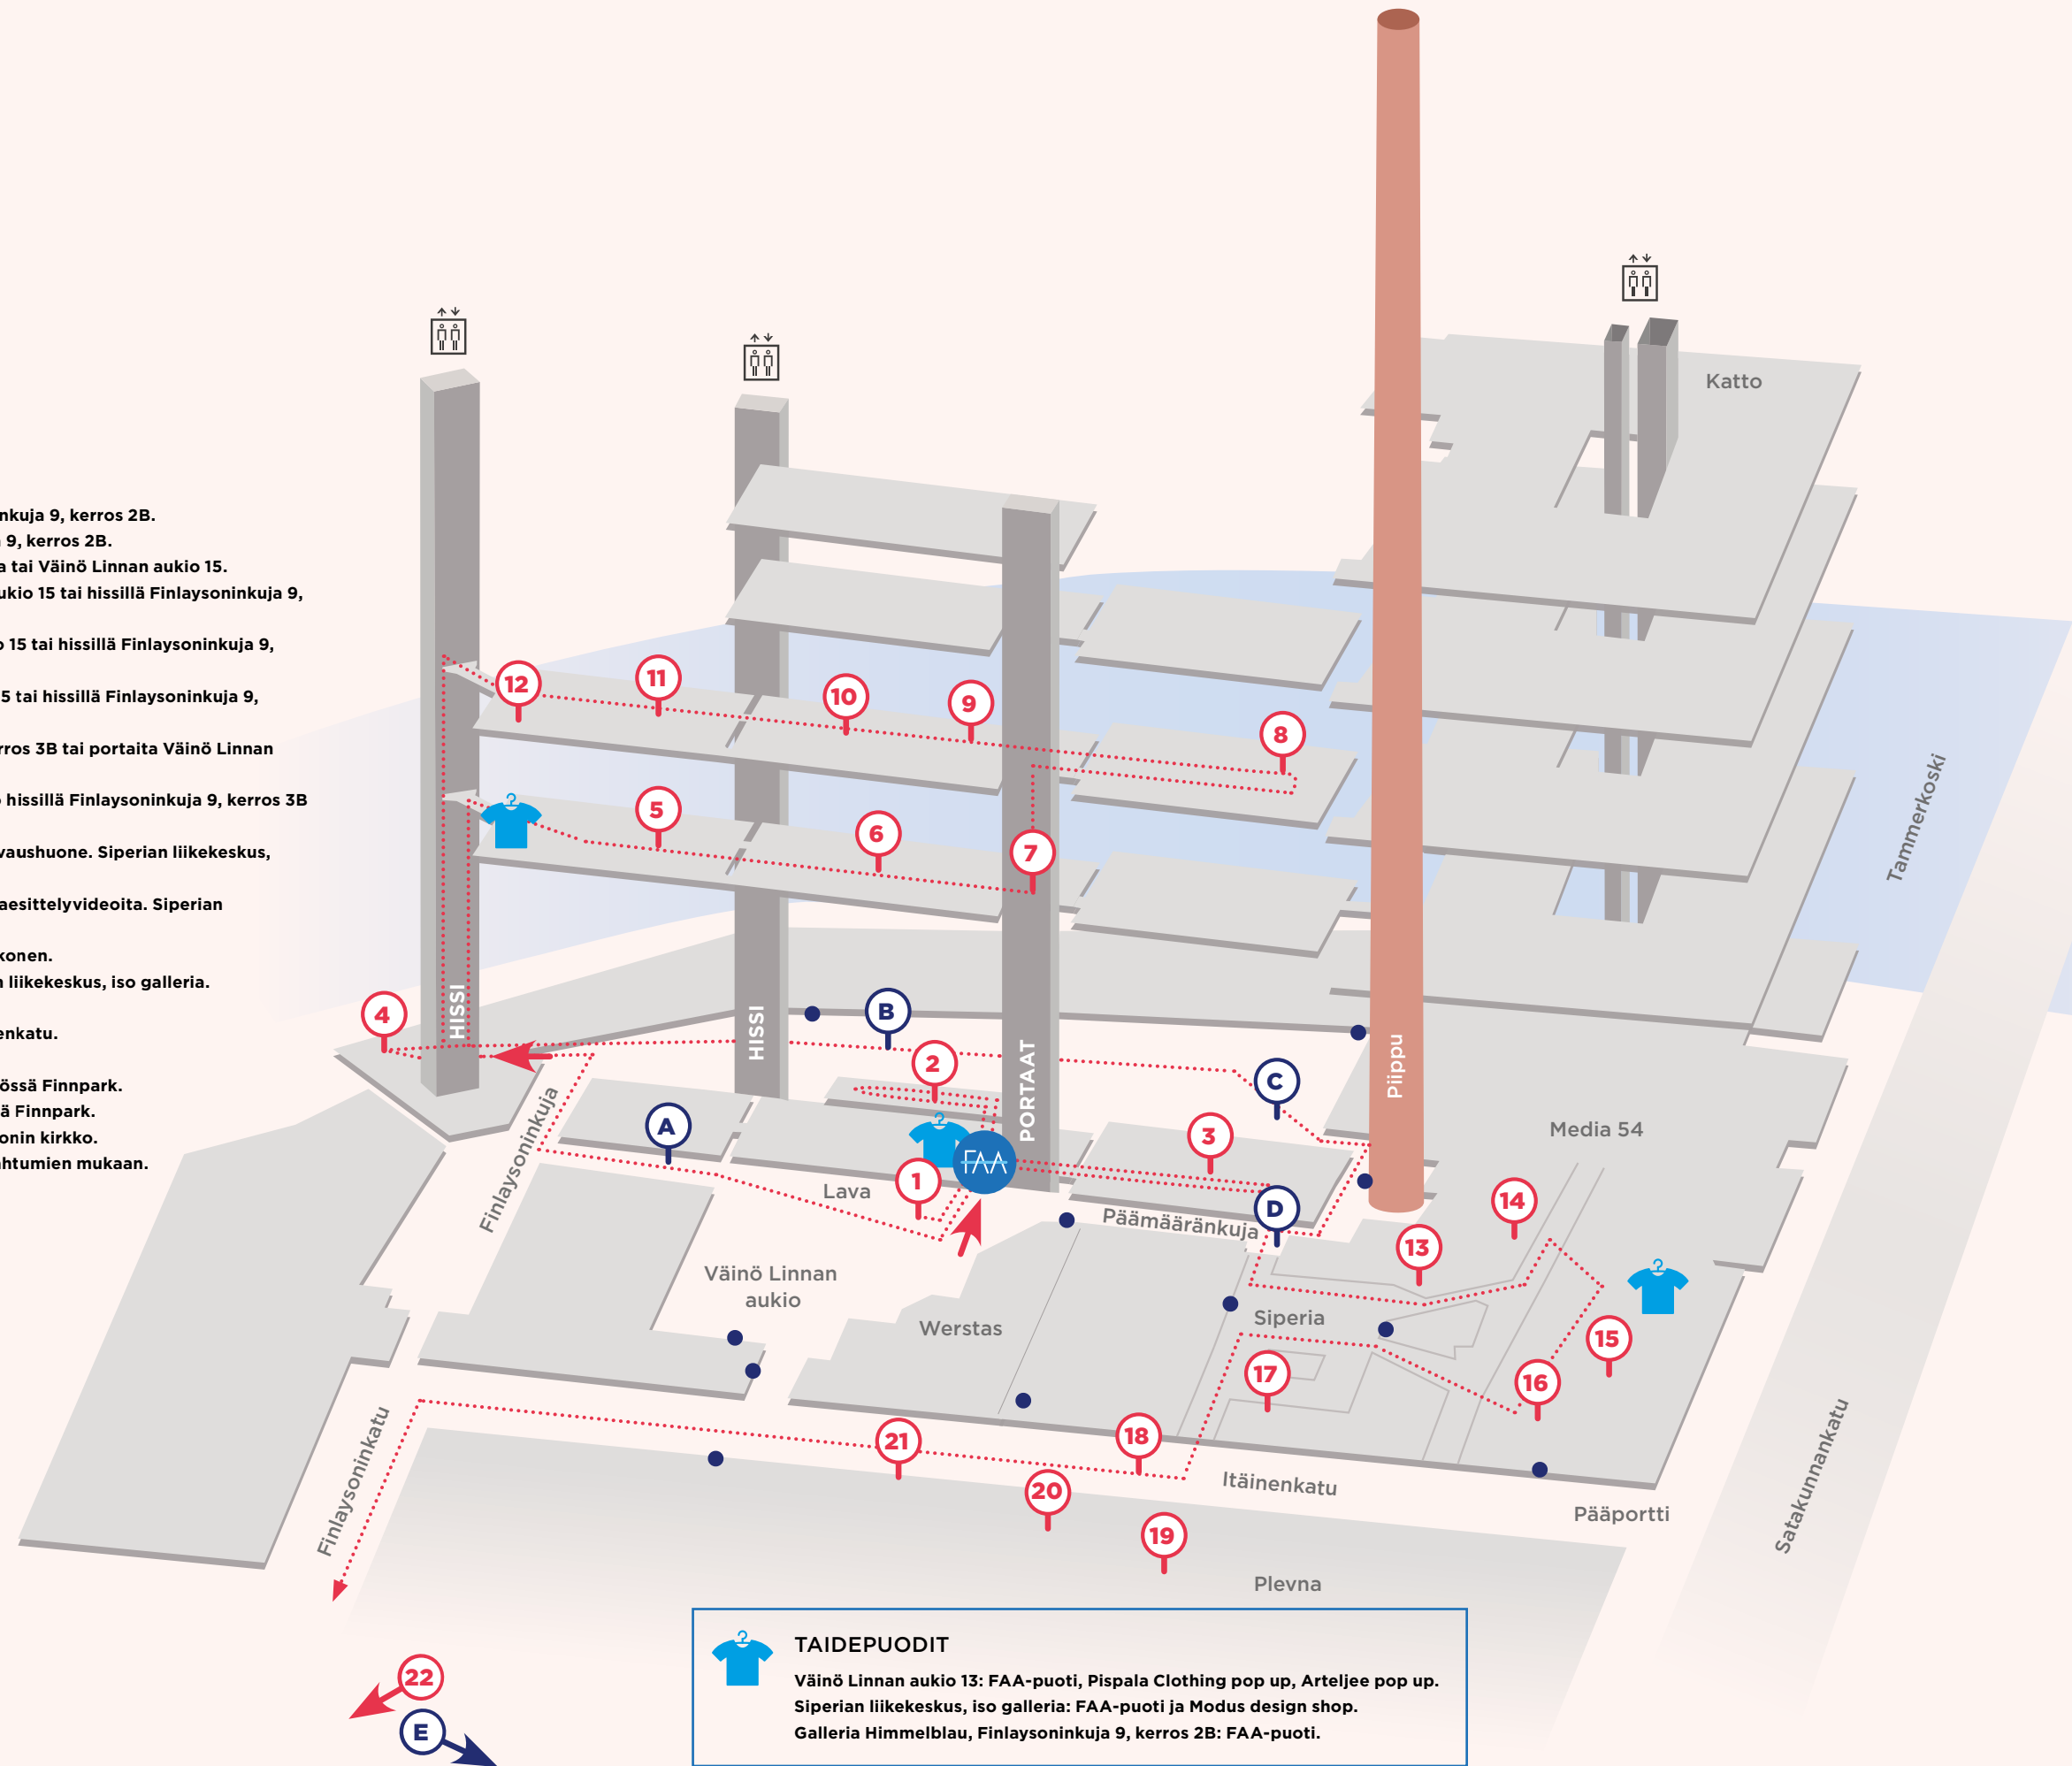 nkuja 9, kerros 2B.
9, kerros 2B.
a tai Väinö Linnan aukio 15.
ukio 15 tai hissillä Finlaysoninkuja 9,
o 15 tai hissillä Finlaysoninkuja 9,
5 tai hissillä Finlaysoninkuja 9,
rros 3B tai portaita Väinö Linnan
hissillä Finlaysoninkuja 9, kerros 3B
vaushuone. Siperian liikekeskus,
aesittelyvideoita. Siperian
konen.
n liikekeskus, iso galleria.
enkatu.
össä Finnpark.
ä Finnpark.
onin kirkko.
ahtumien mukaan.
Katto
12
11
10
9
8
5
6
7
Tammerkoski
4
HISSI
HISSI
B
2
PORTAAT
C
Piippu
A
FAA
3
Media 54
Finlaysoninkuja
Lava
1
D
Päämääränkuja
14
13
Väinö Linnan
aukio
Werstas
Siperia
15
17
16
Finlaysoninkatu
21
18
Itäinenkatu
20
19
Pääportti
Satakunnankatu
Plevna
22
E
TAIDEPUODIT
Väinö Linnan aukio 13: FAA-puoti, Pispala Clothing pop up, Arteljee pop up.
Siperian liikekeskus, iso galleria: FAA-puoti ja Modus design shop.
Galleria Himmelblau, Finlaysoninkuja 9, kerros 2B: FAA-puoti.